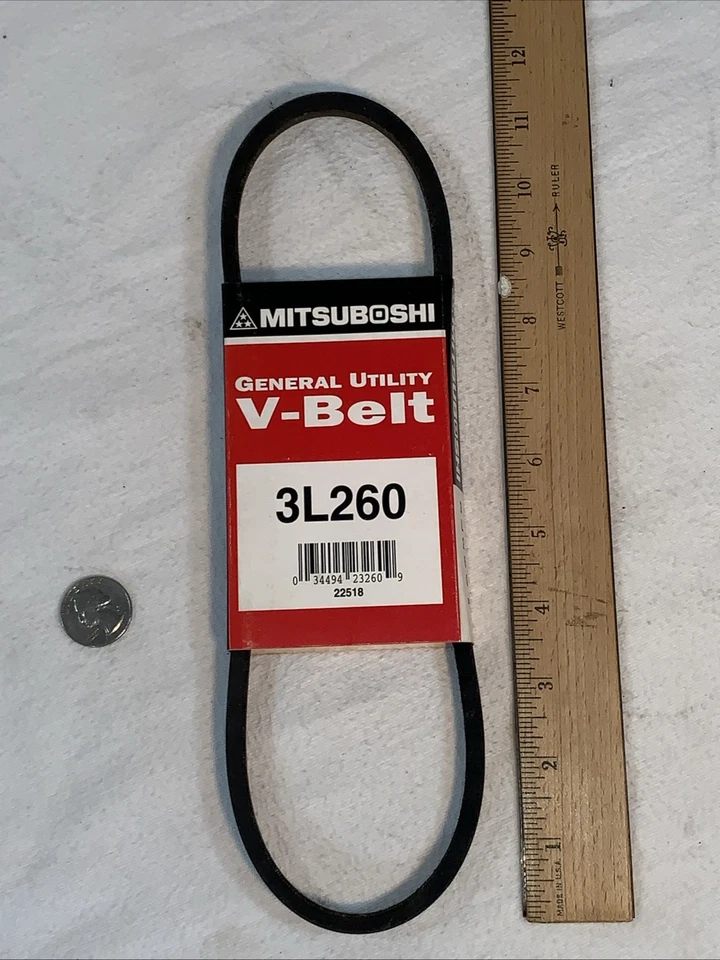 MITSUBOSHI
GENERAL UTILITY
V-Belt
3L260
0 34494 23260 9
22518
12
11
10
9
8
7
6
5
4
3
2
1
WESTCOTT
RULER
MADE IN U.S.A.